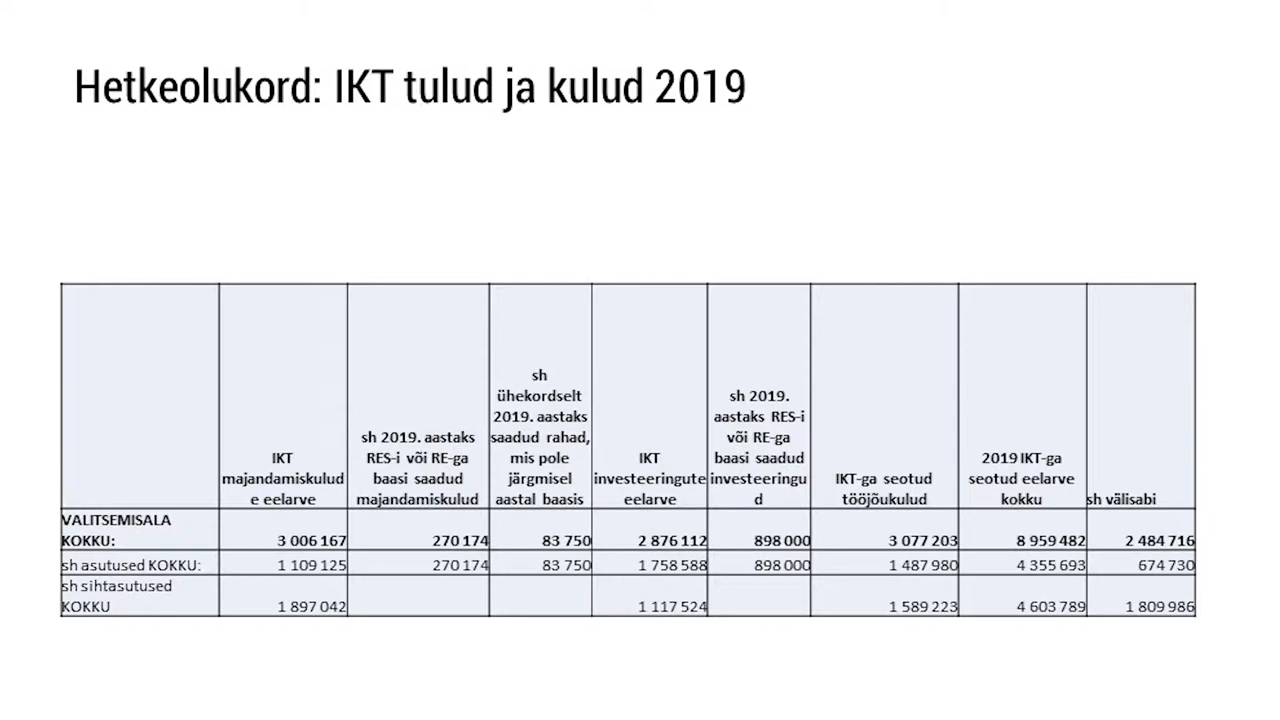 Hetkeolukord: IKT tulud ja kulud 2019
IKT
majandamiskulud
e eelarve
sh 2019. aastaks
RES-i või RE-ga
baasi saadud
majandamiskulud
sh
ühekordselt
2019. aastaks
saadud rahad,
mis pole
järgmisel
aastal baasis
IKT
investeeringute
eelarve
sh 2019.
aastaks RES-i
või RE-ga
baasi saadud
investeeringu
d
IKT-ga seotud
tööjõukulud
2019 IKT-ga
seotud eelarve
kokku
sh välisabi
VALITSEMISALA
KOKKU: 3 006 167 270 174 83 750 2 876 112 898 000 3 077 203 8 959 482 2 484 716
sh asutused KOKKU: 1 109 125 270 174 83 750 1 758 588 898 000 1 487 980 4 355 693 674 730
sh sihtasutused
KOKKU 1 897 042 1 117 524 1 589 223 4 603 789 1 809 986